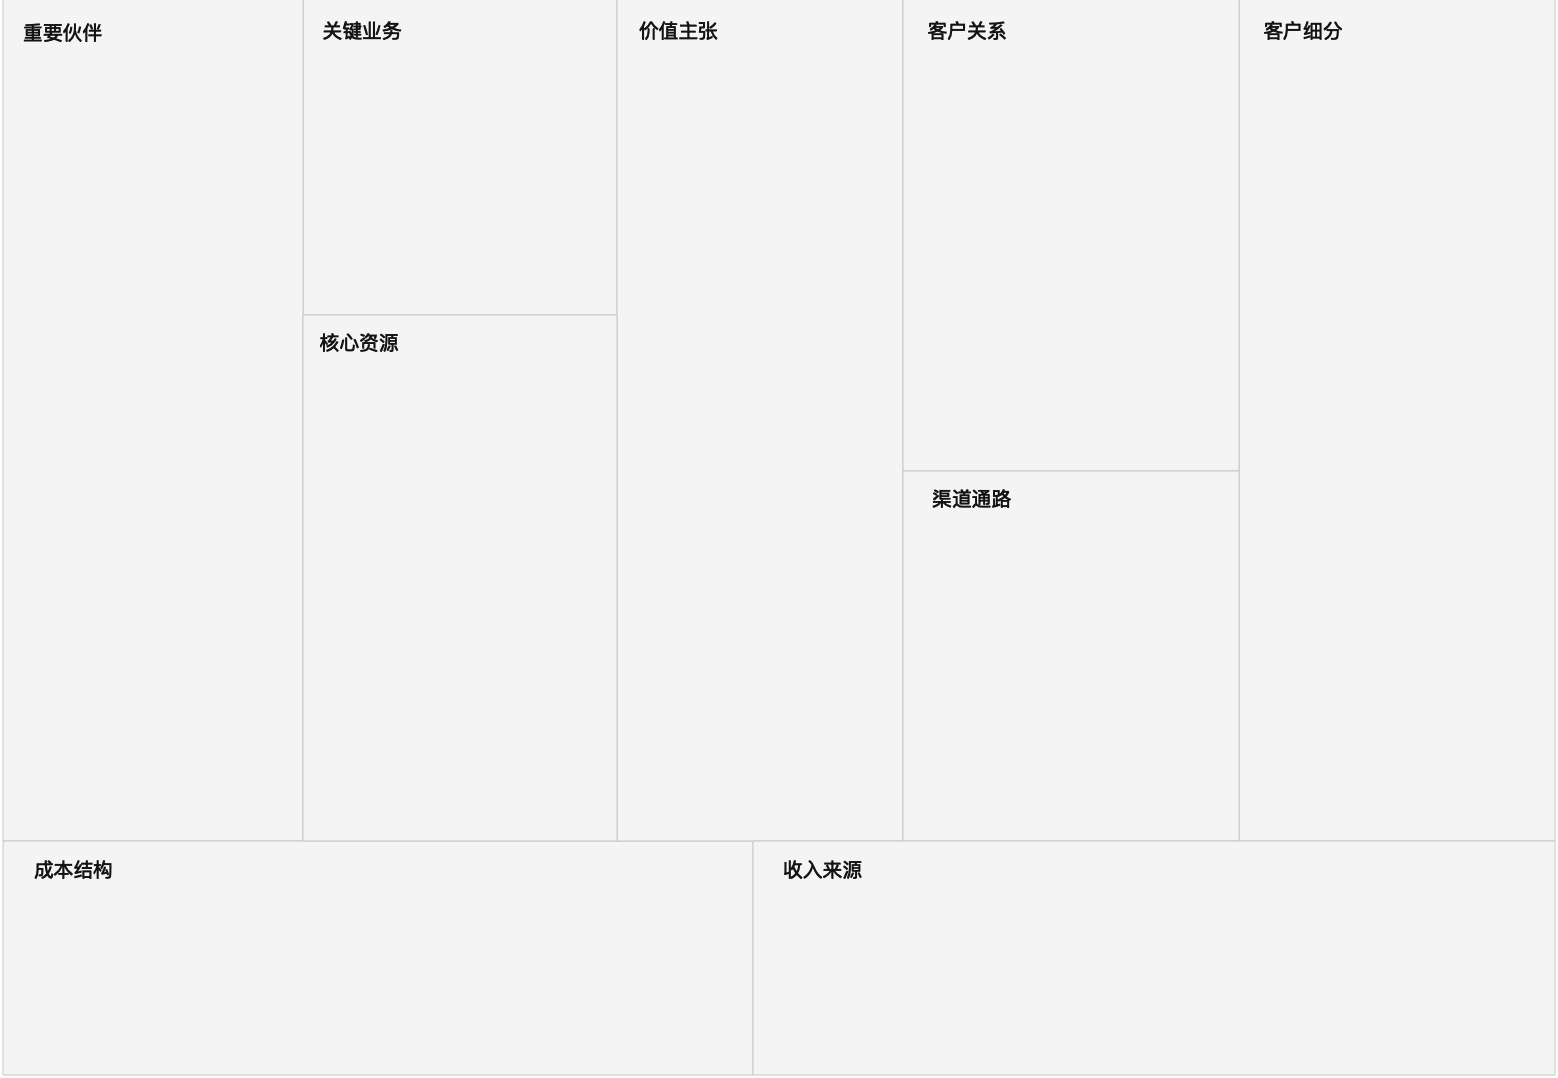 重要伙伴
关键业务
价值主张
客户关系
客户细分
核心资源
渠道通路
成本结构
收入来源